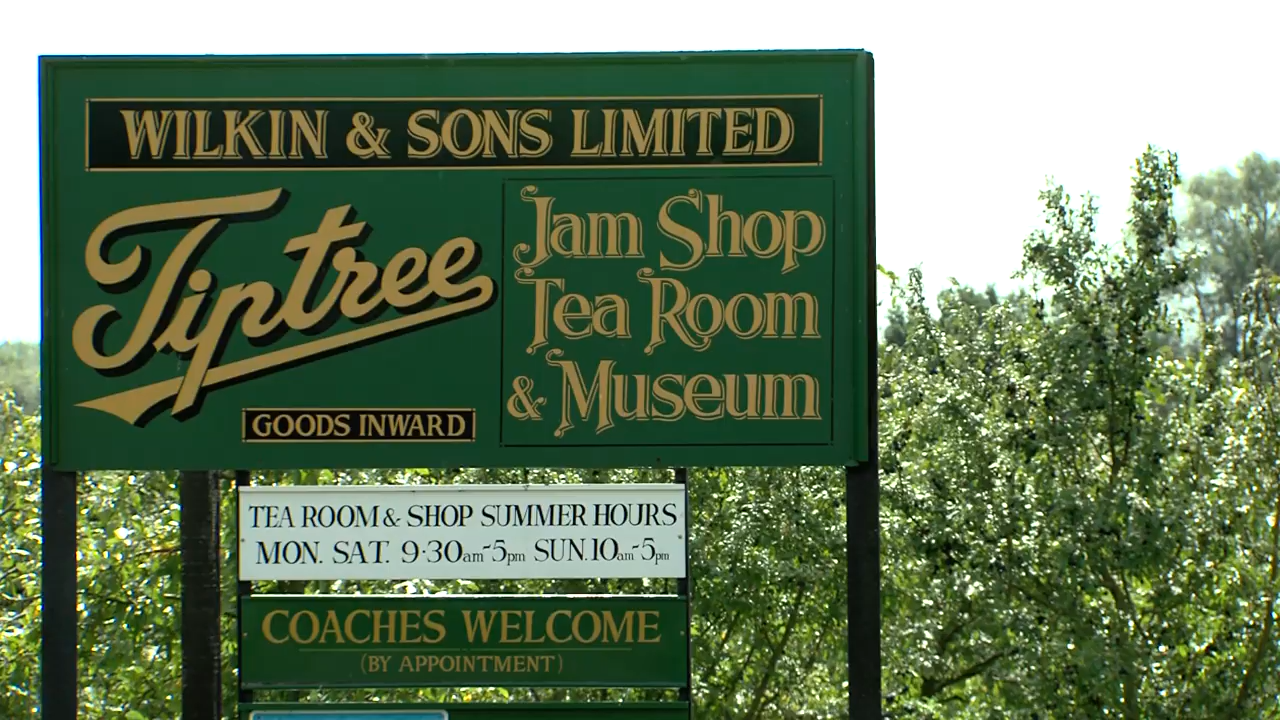 WILKIN & SONS LIMITED
Tiptree
GOODS INWARD
Jam Shop
Tea Room
& Museum
TEA ROOM & SHOP SUMMER HOURS
MON. SAT. 9·30am-5pm SUN.10am-5pm
COACHES WELCOME
(BY APPOINTMENT)